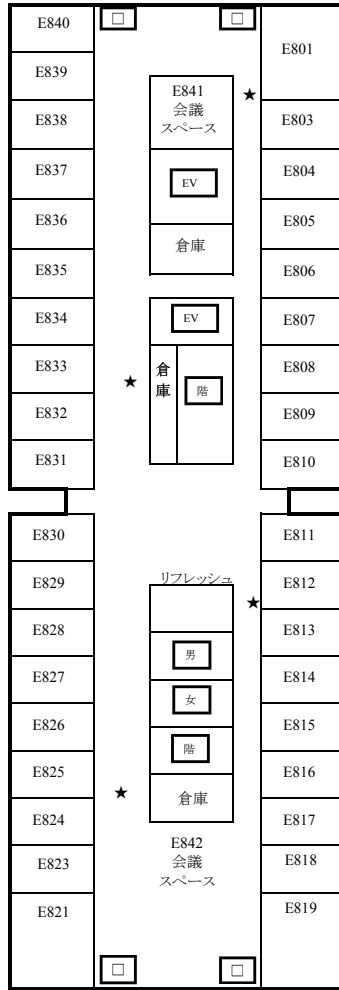 E840
□
□
E801
E839
E841
会議
スペース
★
E838
E803
E837
EV
E804
E836
倉庫
E805
E835
E806
E834
EV
E807
E833
倉
庫
★
階
E808
E832
E809
E831
E810
E830
E811
E829
リフレッシュ
E812
★
E828
E813
男
E827
E814
女
E826
E815
階
E825
E816
★
倉庫
E824
E817
E842
会議
スペース
E823
E818
E821
E819
□
□